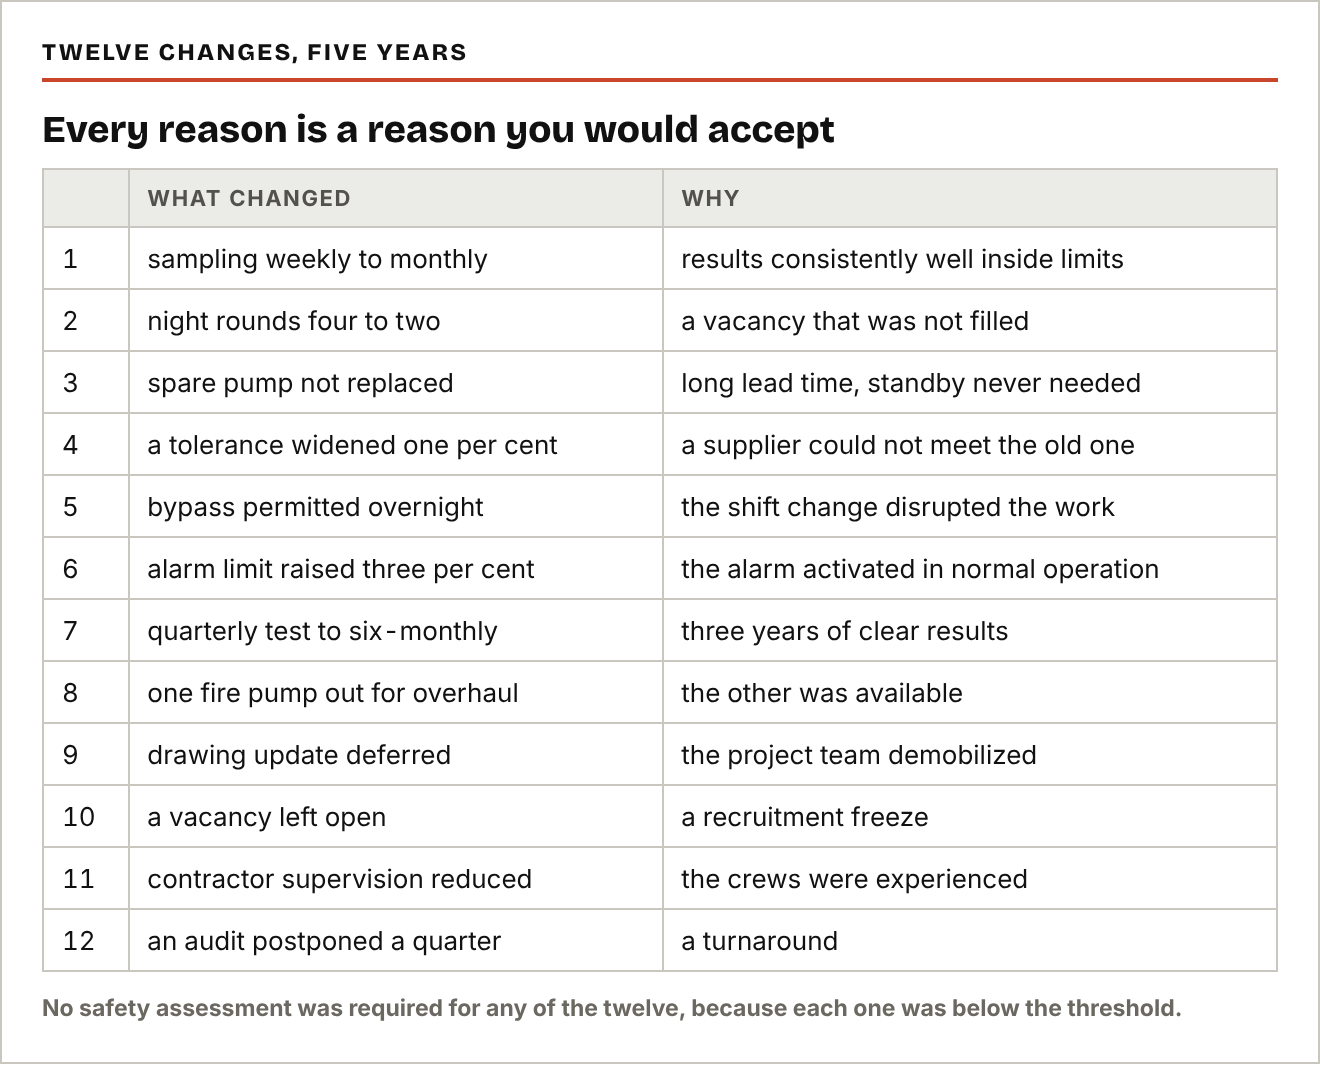 TWELVE CHANGES, FIVE YEARS
Every reason is a reason you would accept
WHAT CHANGED WHY
1 sampling weekly to monthly results consistently well inside limits
2 night rounds four to two a vacancy that was not filled
3 spare pump not replaced long lead time, standby never needed
4 a tolerance widened one per cent a supplier could not meet the old one
5 bypass permitted overnight the shift change disrupted the work
6 alarm limit raised three per cent the alarm activated in normal operation
7 quarterly test to six-monthly three years of clear results
8 one fire pump out for overhaul the other was available
9 drawing update deferred the project team demobilized
10 a vacancy left open a recruitment freeze
11 contractor supervision reduced the crews were experienced
12 an audit postponed a quarter a turnaround
No safety assessment was required for any of the twelve, because each one was below the threshold.